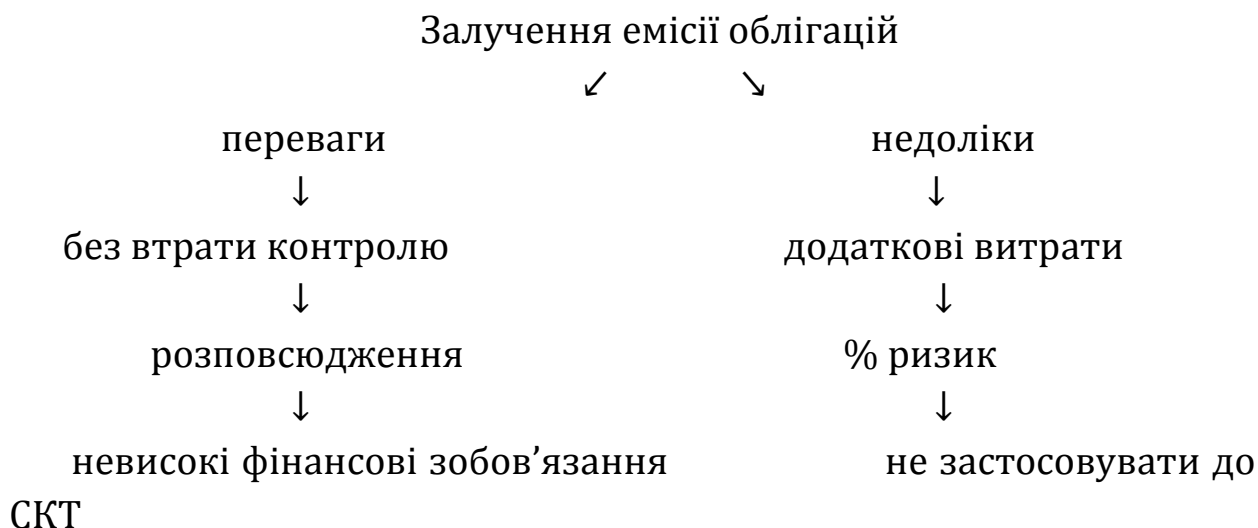 Залучення емісії облігацій
↙ ↘
переваги недоліки
↓ ↓
без втрати контролю додаткові витрати
↓ ↓
розповсюдження % ризик
↓ ↓
невисокі фінансові зобов’язання не застосовувати до
СКТ